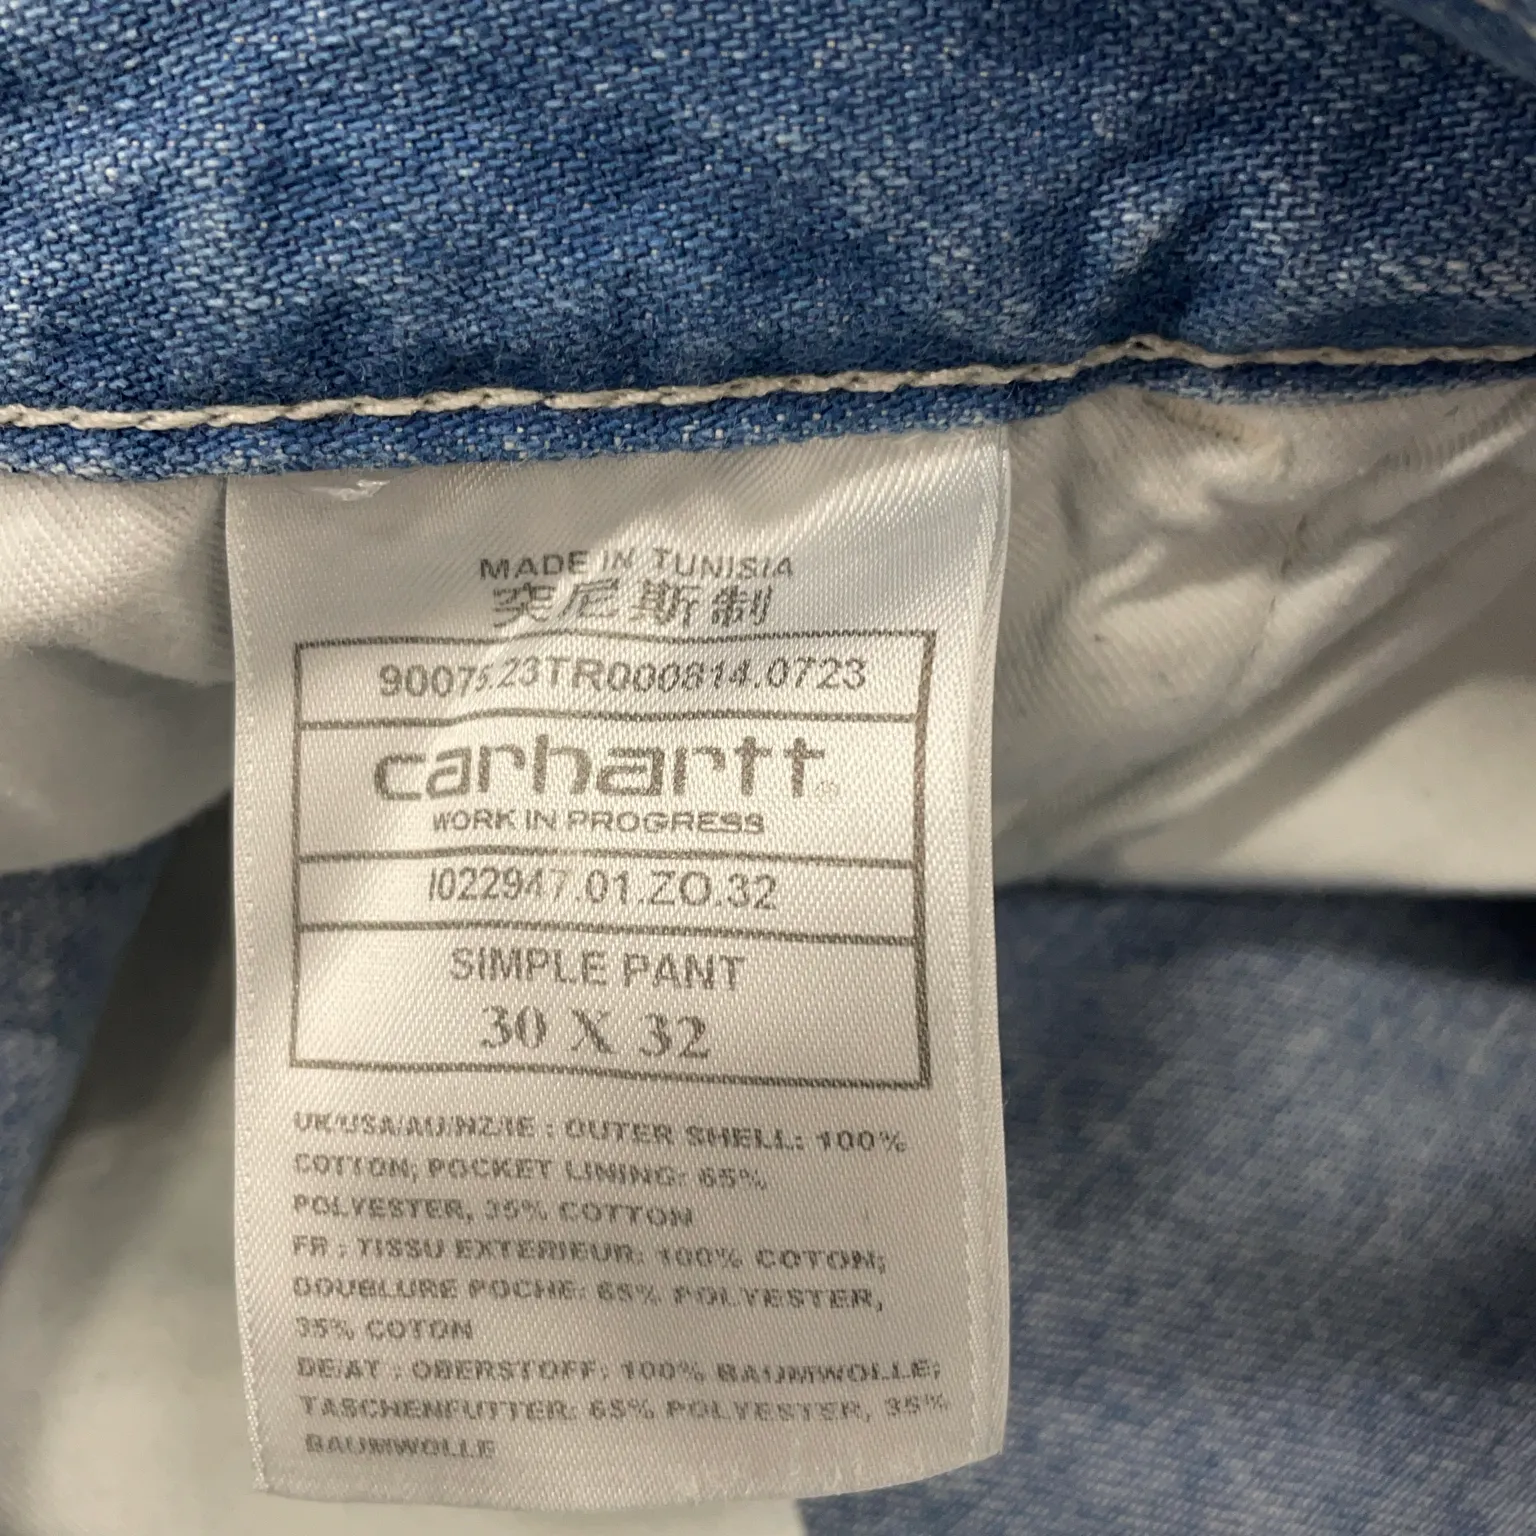 MADE IN TUNISIA
突尼斯制
90075.23TR000814.0723
carhartt®
WORK IN PROGRESS
I022947.01.ZO.32
SIMPLE PANT
30 X 32
UK/USA/AU/NZ/IE : OUTER SHELL: 100%
COTTON; POCKET LINING: 65%
POLYESTER, 35% COTTON
FR : TISSU EXTERIEUR: 100% COTON;
DOUBLURE POCHE: 65% POLYESTER,
35% COTON
DE/AT : OBERSTOFF: 100% BAUMWOLLE;
TASCHENFUTTER: 65% POLYESTER, 35%
BAUMWOLLE